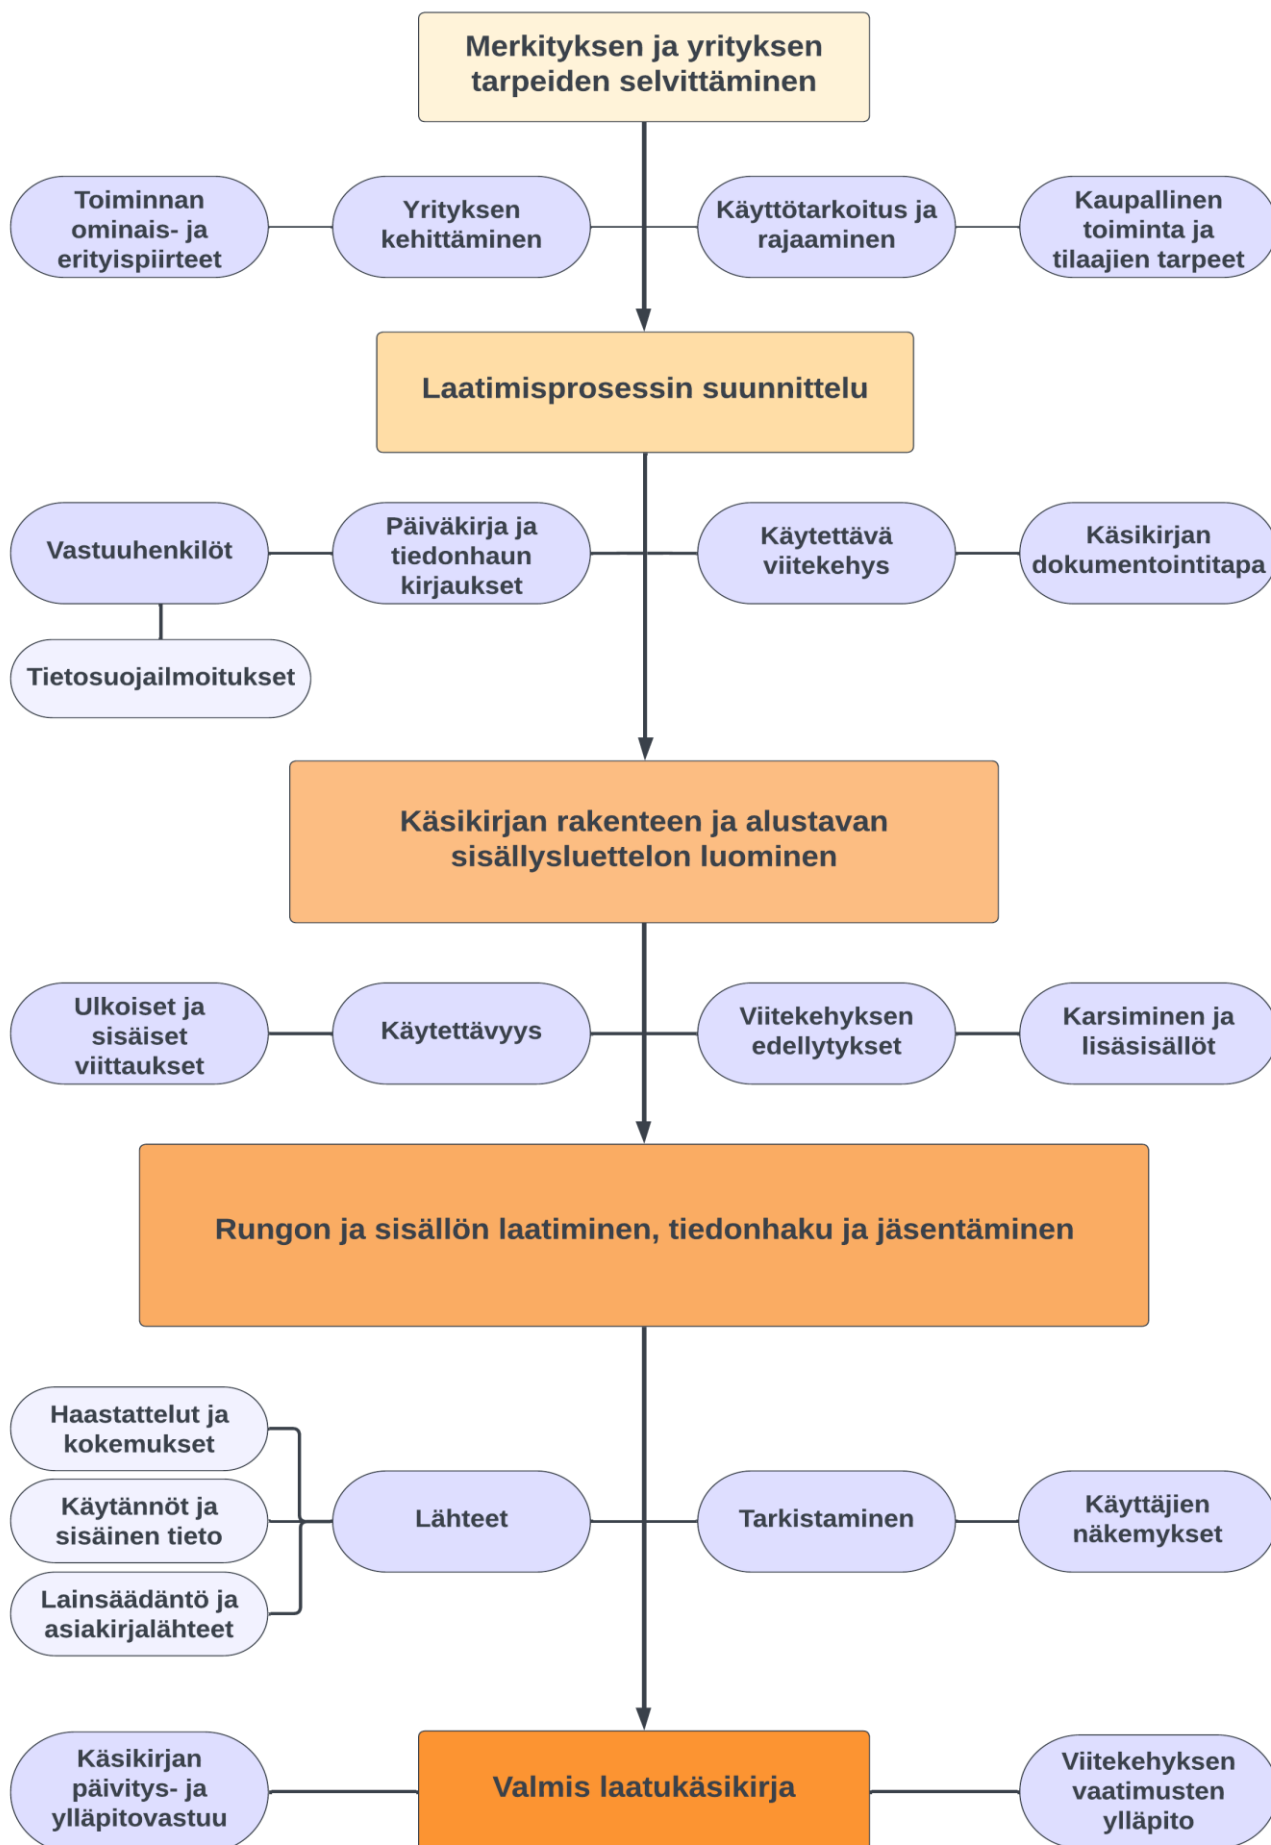 Merkityksen ja yrityksen
tarpeiden selvittäminen
Toiminnan
ominais- ja
erityispiirteet
Yrityksen
kehittäminen
Käyttötarkoitus ja
rajaaminen
Kaupallinen
toiminta ja
tilaajien tarpeet
Laatimisprosessin suunnittelu
Vastuuhenkilöt
Päiväkirja ja
tiedonhaun
kirjaukset
Käytettävä
viitekehys
Käsikirjan
dokumentointitapa
Tietosuojailmoitukset
Käsikirjan rakenteen ja alustavan
sisällysluettelon luominen
Ulkoiset ja
sisäiset
viittaukset
Käytettävyys
Viitekehyksen
edellytykset
Karsiminen ja
lisäsisällöt
Rungon ja sisällön laatiminen, tiedonhaku ja jäsentäminen
Haastattelut ja
kokemukset
Käytännöt ja
sisäinen tieto
Lainsäädäntö ja
asiakirjalähteet
Lähteet
Tarkistaminen
Käyttäjien
näkemykset
Käsikirjan
päivitys- ja
ylläpitovastuu
Valmis laatukäsikirja
Viitekehyksen
vaatimusten
ylläpito